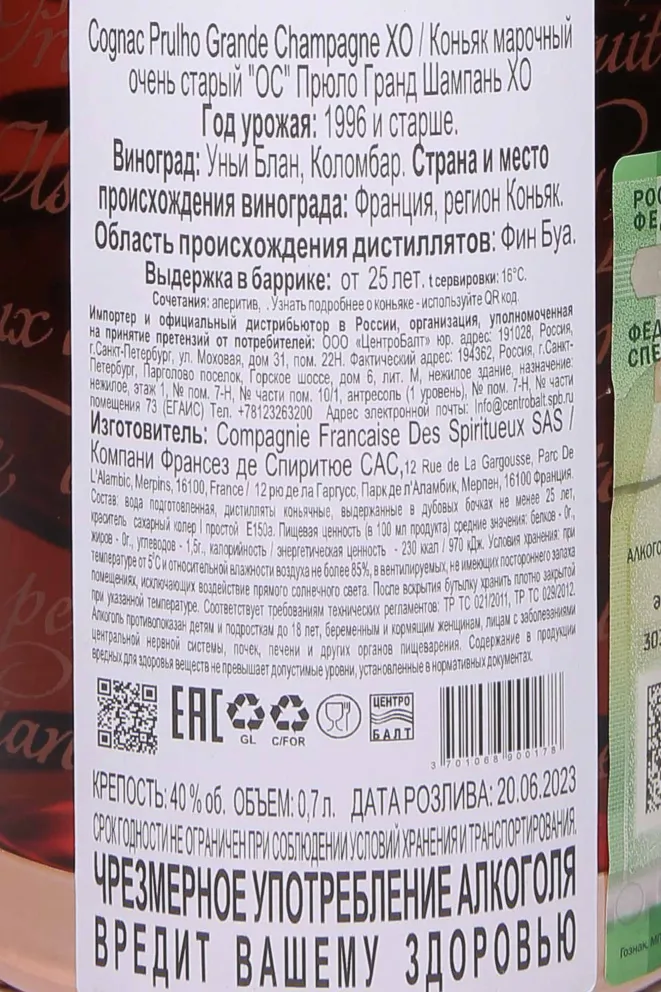 Cognac Prulho Grande Champagne XO / Коньяк марочный
очень старый "ОС" Прюло Гранд Шампань ХО
Год урожая: 1996 и старше.
Виноград: Уньи Блан, Коломбар. Страна и место
происхождения винограда: Франция, регион Коньяк.
Область происхождения дистиллятов: Фин Буа.
Выдержка в баррике: от 25 лет. t сервировки: 16°С.
Сочетания: аперитив, . Узнать подробнее о коньяке - используйте QR код.
Импортер и официальный дистрибьютор в России, организация, уполномоченная
на принятие претензий от потребителей: ООО «ЦентроБалт» юр. адрес: 191028, Россия,
г.Санкт-Петербург, ул. Моховая, дом 31, пом. 22Н. Фактический адрес: 194362, Россия, г.Санкт-
Петербург, Парголово поселок, Горское шоссе, дом 6, лит. М, нежилое здание, назначение:
нежилое, этаж 1, № пом. 7-Н, № части пом. 10/1, антресоль (1 уровень), № пом. 7-Н, № части
помещения 73 (ЕГАИС) Тел. +78123263200 Адрес электронной почты: Info@centrobalt.spb.ru
Изготовитель: Compagnie Francaise Des Spiritueux SAS /
Компани Франсез де Спиритюе САС, 12 Rue de La Gargousse, Parc De
L'Alambic, Merpins, 16100, France / 12 рю де ла Гаргусс, Парк де л'Аламбик, Мерпен, 16100 Франция
Состав: вода подготовленная, дистилляты коньячные, выдержанные в дубовых бочках не менее 25 лет,
краситель сахарный колер I простой Е150а. Пищевая ценность (в 100 мл продукта) средние значения: белков - 0г,
жиров - 0г, углеводов - 1,5г., калорийность / энергетическая ценность - 230 ккал / 970 кДж. Условия хранения: при
температуре от 5°С и относительной влажности воздуха не более 85%, в вентилируемых, не имеющих постороннего запаха
помещениях, исключающих воздействие прямого солнечного света. После вскрытия бутылку хранить плотно закрытой
при указанной температуре. Соответствует требованиям технических регламентов: ТР ТС 021/2011, ТР ТС 029/2012.
Алкоголь противопоказан детям и подросткам до 18 лет, беременным и кормящим женщинам, лицам с заболеваниями
центральной нервной системы, почек, печени и других органов пищеварения. Содержание в продукции
вредных для здоровья веществ не превышает допустимые уровни, установленные в нормативных документах.
ЕАС GL C/FOR ЦЕНТРО БАЛТ
3 701068 900178
КРЕПОСТЬ: 40 % об. ОБЪЕМ: 0,7 л. ДАТА РОЗЛИВА: 20.06.2023
СРОК ГОДНОСТИ НЕ ОГРАНИЧЕН ПРИ СОБЛЮДЕНИИ УСЛОВИЙ ХРАНЕНИЯ И ТРАНСПОРТИРОВАНИЯ.
ЧРЕЗМЕРНОЕ УПОТРЕБЛЕНИЕ АЛКОГОЛЯ
ВРЕДИТ ВАШЕМУ ЗДОРОВЬЮ
РОС
ФЕД
ФЕД
СПЕ
АЛКОГО
303
Гознак, М